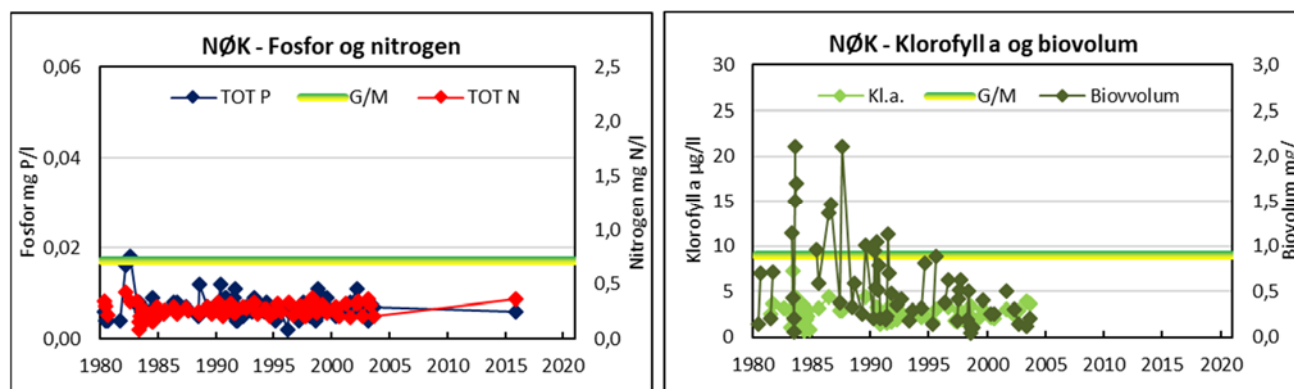 NØK - Fosfor og nitrogen
0,06
0,04
0,02
0,00
Fosfor mg P/l
TOT P
G/M
TOT N
2,5
2,0
1,5
1,0
0,5
0,0
Nitrogen mg N/l
1980 1985 1990 1995 2000 2005 2010 2015 2020
NØK - Klorofyll a og biovolum
30
25
20
15
10
5
0
Klorofyll a µg/ll
Kl.a.
G/M
Biovvolum
3,0
2,5
2,0
1,5
1,0
0,5
0,0
Biovolum mg/
1980 1985 1990 1995 2000 2005 2010 2015 2020